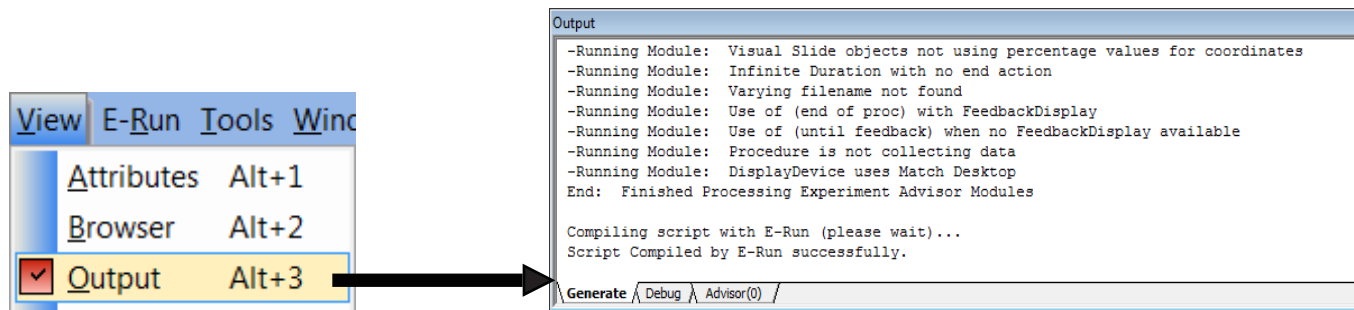 View E-Run Tools Winc
Attributes Alt+1
Browser Alt+2
Output Alt+3
Output
-Running Module: Visual Slide objects not using percentage values for coordinates
-Running Module: Infinite Duration with no end action
-Running Module: Varying filename not found
-Running Module: Use of (end of proc) with FeedbackDisplay
-Running Module: Use of (until feedback) when no FeedbackDisplay available
-Running Module: Procedure is not collecting data
-Running Module: DisplayDevice uses Match Desktop
End: Finished Processing Experiment Advisor Modules
Compiling script with E-Run (please wait)...
Script Compiled by E-Run successfully.
Generate Debug Advisor(0)